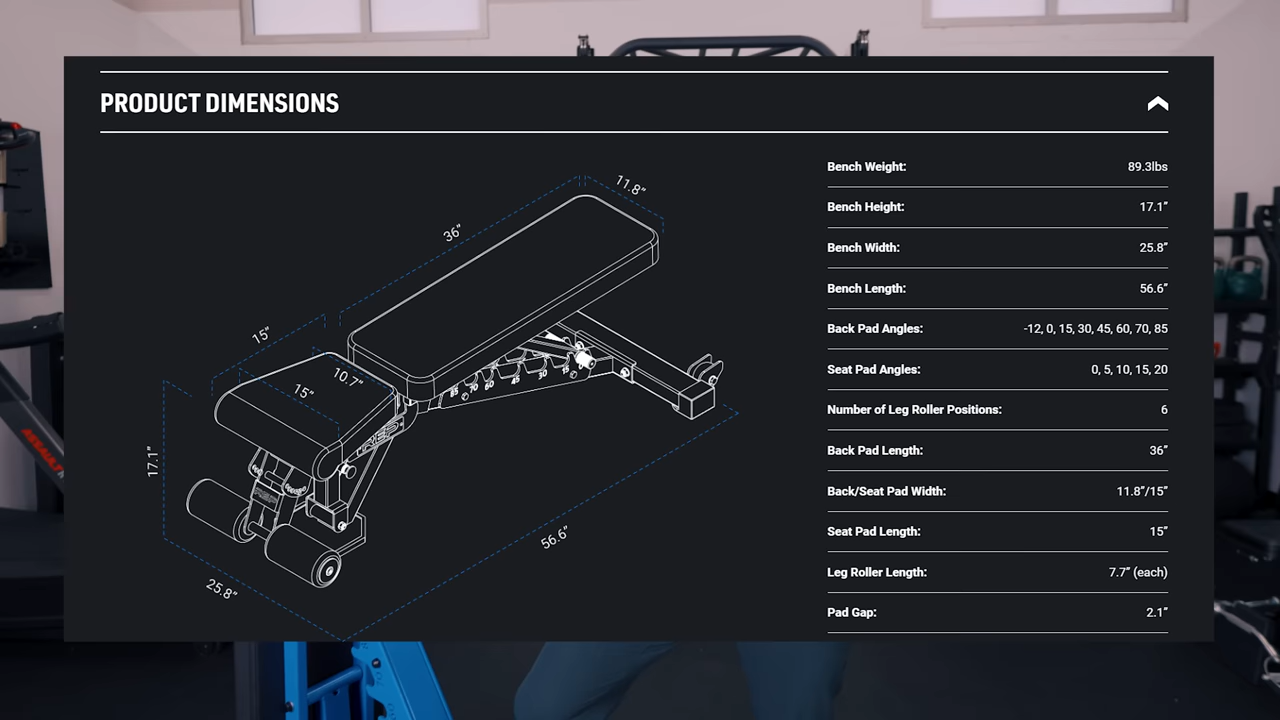 PRODUCT DIMENSIONS
Bench Weight: 89.3lbs
Bench Height: 17.1”
Bench Width: 25.8”
Bench Length: 56.6”
Back Pad Angles: -12, 0, 15, 30, 45, 60, 70, 85
Seat Pad Angles: 0, 5, 10, 15, 20
Number of Leg Roller Positions: 6
Back Pad Length: 36”
Back/Seat Pad Width: 11.8”/15”
Seat Pad Length: 15”
Leg Roller Length: 7.7” (each)
Pad Gap: 2.1”
11.8”
36”
15”
10.7”
15”
85 70 60 45 30 15
17.1”
REP
56.6”
25.8”
ASSAULT